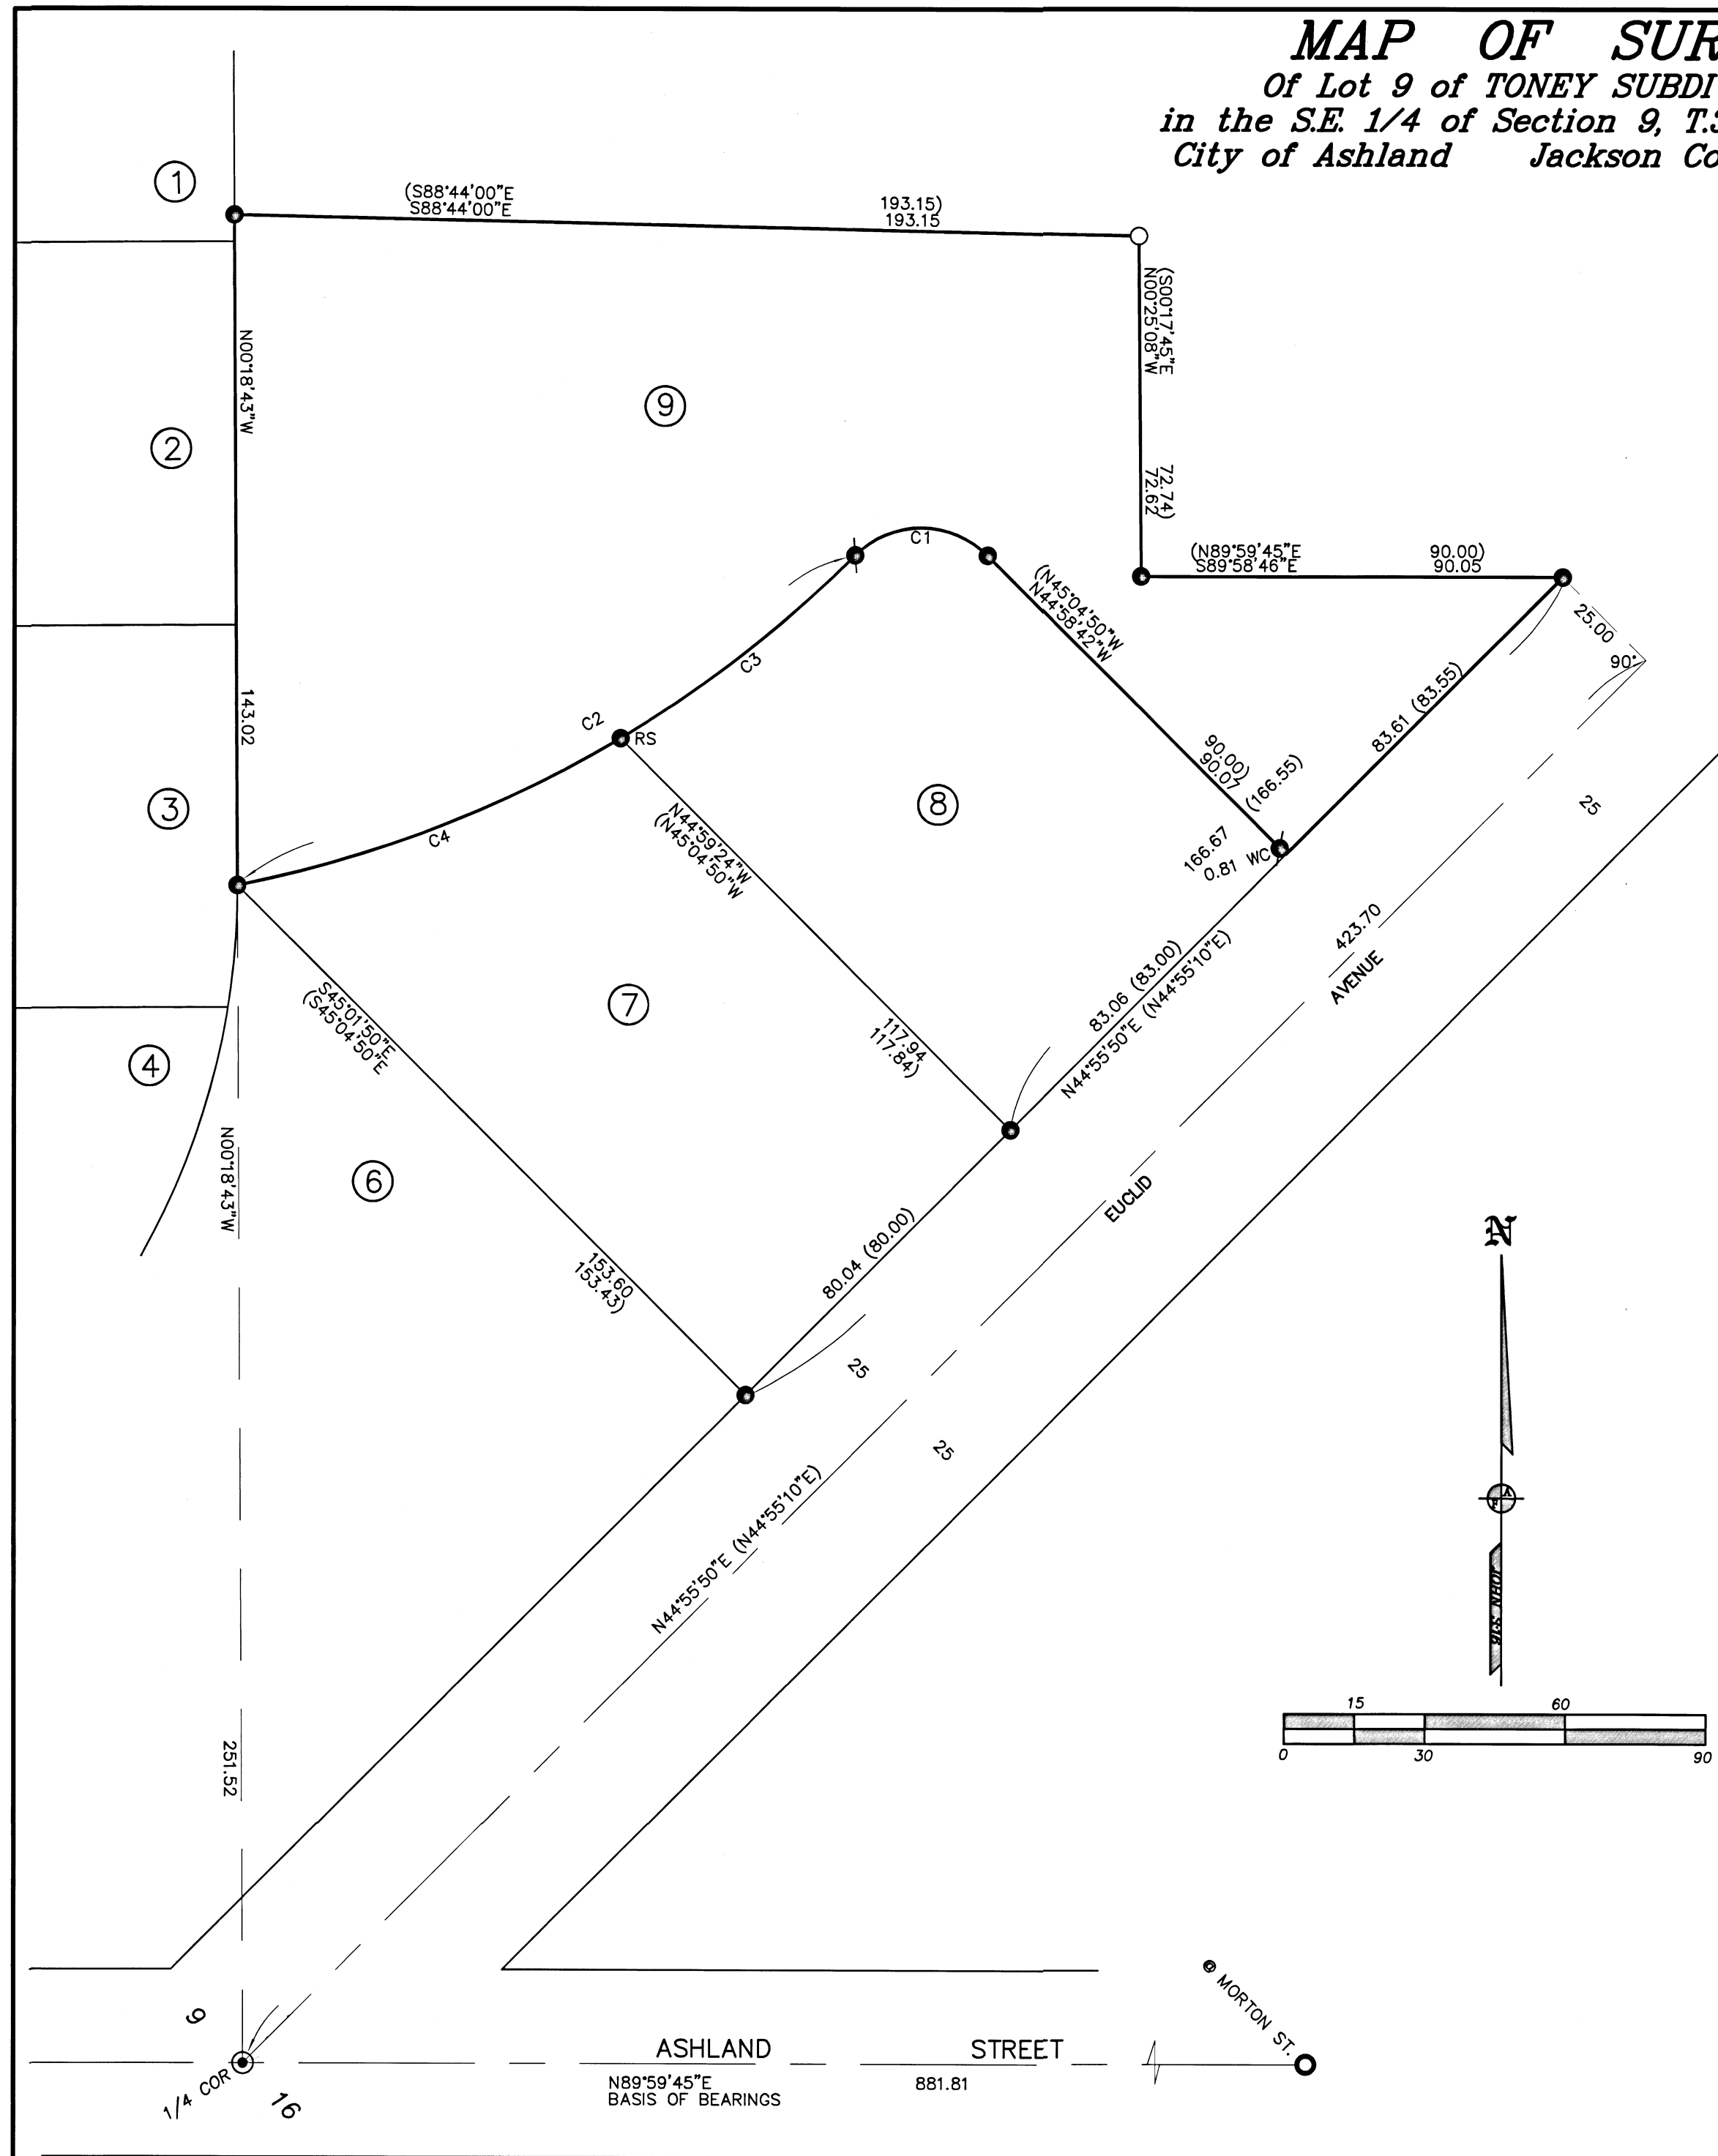 MAP OF SUR
Of Lot 9 of TONEY SUBDI
in the S.E. 1/4 of Section 9, T.3
City of Ashland Jackson Co
1
(S88°44'00"E 193.15)
S88°44'00"E 193.15
(S00°17'45"E 72.74)
N00°25'08"W 72.62
N00°18'43"W
143.02
9
2
C1
(N89°59'45"E 90.00)
S89°58'46"E 90.05
25.00
90°
(N45°04'50"W 90.00)
N44°58'42"W 90.07
83.61 (83.55)
C3
C2
RS
C4
3
8
166.67 (166.55)
0.81 WC
25
N44°59'24"W 117.94
(N45°04'50"W 117.84)
423.70
83.06 (83.00)
N44°55'50"E (N44°55'10"E)
EUCLID AVENUE
S45°01'50"E 153.60
(S45°04'50"E 153.43)
7
4
6
N00°18'43"W
251.52
80.04 (80.00)
25
25
N44°55'50"E (N44°55'10"E)
N
F A
JOHN 3:16
15 60
0 30 90
MORTON ST.
9
1/4 COR
16
ASHLAND STREET
N89°59'45"E 881.81
BASIS OF BEARINGS